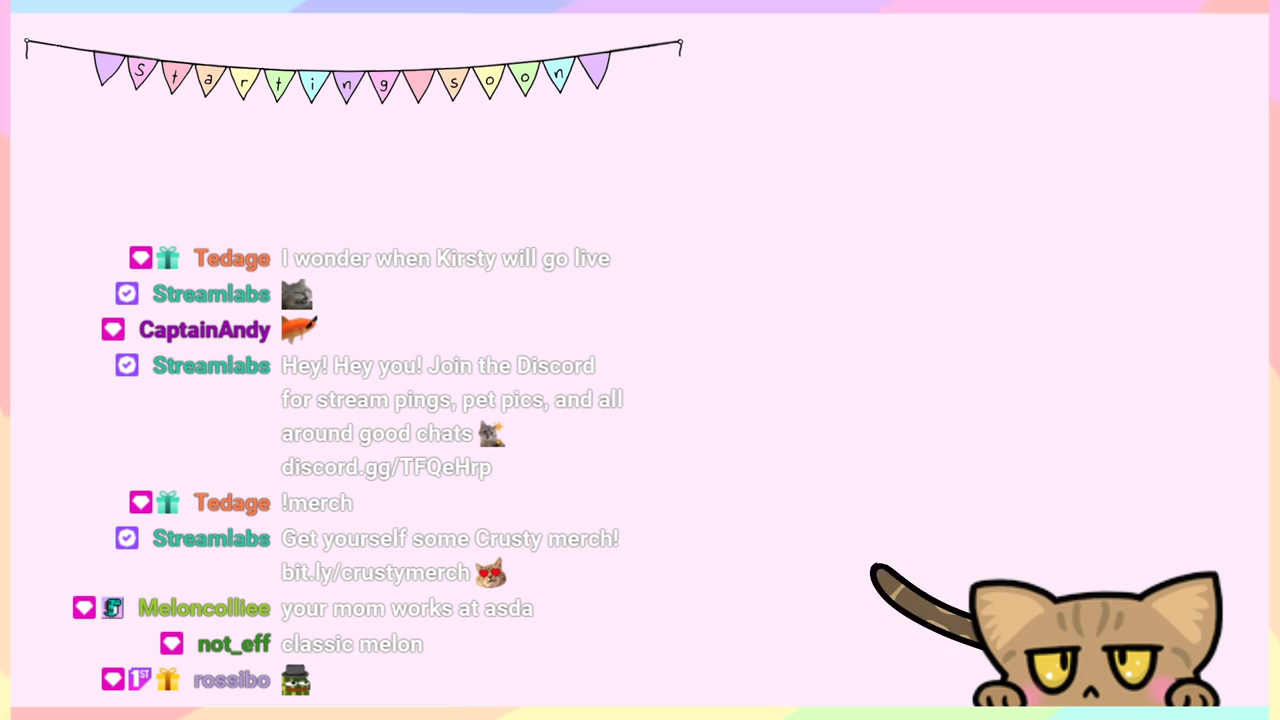 Starting soon
Tedage I wonder when Kirsty will go live
Streamlabs
CaptainAndy
Streamlabs Hey! Hey you! Join the Discord
for stream pings, pet pics, and all
around good chats
discord.gg/TFQeHrp
Tedage !merch
Streamlabs Get yourself some Crusty merch!
bit.ly/crustymerch
Meloncolliee your mom works at asda
not_eff classic melon
1ST rossibo